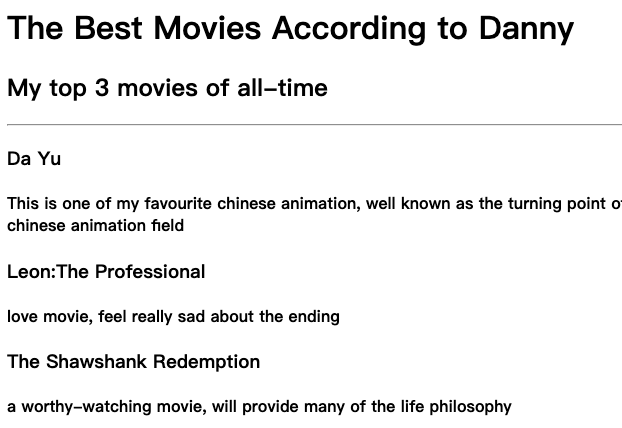 The Best Movies According to Danny
My top 3 movies of all-time
Da Yu
This is one of my favourite chinese animation, well known as the turning point
chinese animation field
Leon:The Professional
love movie, feel really sad about the ending
The Shawshank Redemption
a worthy-watching movie, will provide many of the life philosophy